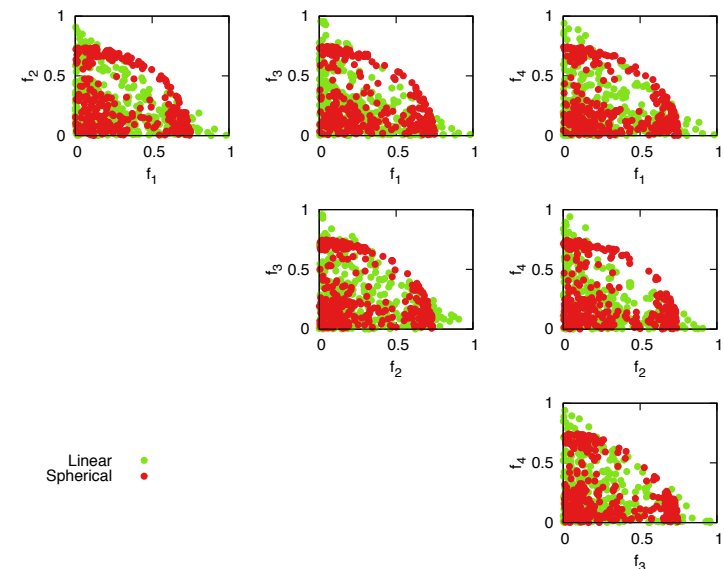 1 1 1
f2 0.5 f3 0.5 f4 0.5
0 0 0
0 0.5 1 0 0.5 1 0 0.5 1
f1 f1 f1
1 1
f3 0.5 f4 0.5
0 0
0 0.5 1 0 0.5 1
f2 f2
1
Linear f4 0.5
Spherical
0
0 0.5 1
f3